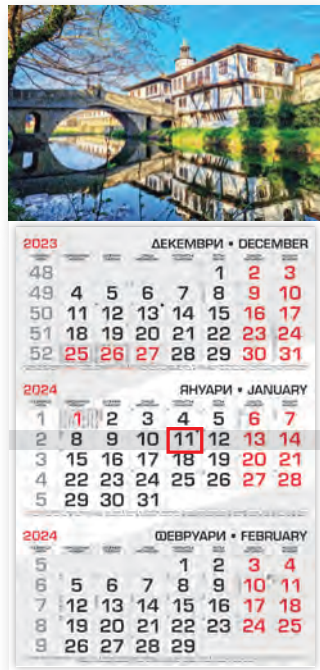 2023 ДЕКЕМВРИ • DECEMBER
48 1 2 3
49 4 5 6 7 8 9 10
50 11 12 13 14 15 16 17
51 18 19 20 21 22 23 24
52 25 26 27 28 29 30 31
2024 ЯНУАРИ • JANUARY
1 1 2 3 4 5 6 7
2 8 9 10 11 12 13 14
3 15 16 17 18 19 20 21
4 22 23 24 25 26 27 28
5 29 30 31
2024 ФЕВРУАРИ • FEBRUARY
5 1 2 3 4
6 5 6 7 8 9 10 11
7 12 13 14 15 16 17 18
8 19 20 21 22 23 24 25
9 26 27 28 29